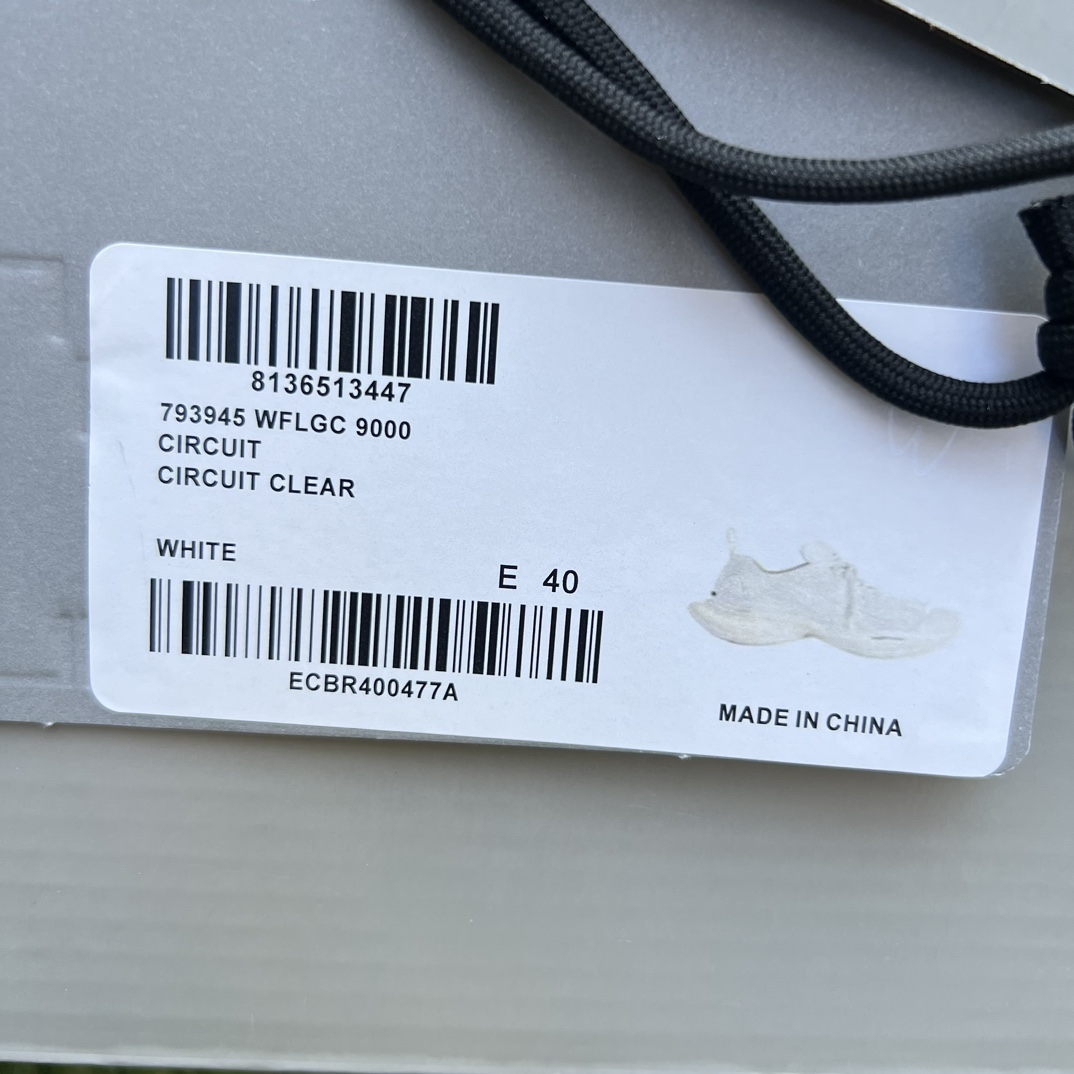 8136513447
793945 WFLGC 9000
CIRCUIT
CIRCUIT CLEAR
WHITE
E 40
ECBR400477A
MADE IN CHINA